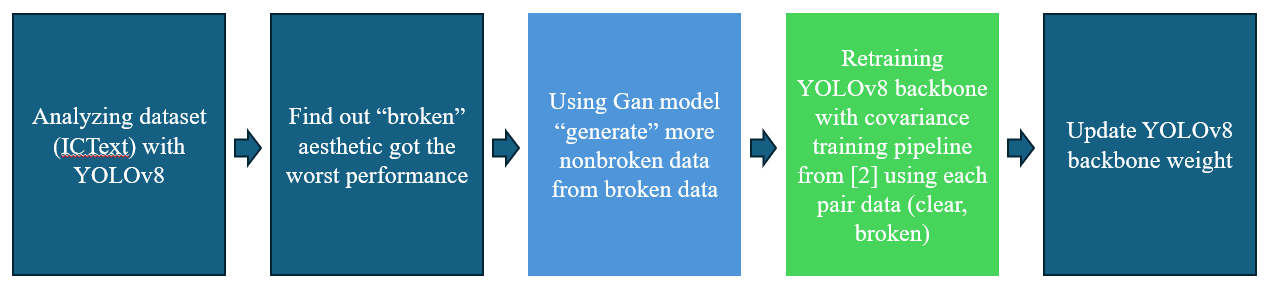 Analyzing dataset
(ICText) with
YOLOv8
Find out “broken”
aesthetic got the
worst performance
Using Gan model
“generate” more
nonbroken data
from broken data
Retraining
YOLOv8 backbone
with covariance
training pipeline
from [2] using each
pair data (clear,
broken)
Update YOLOv8
backbone weight